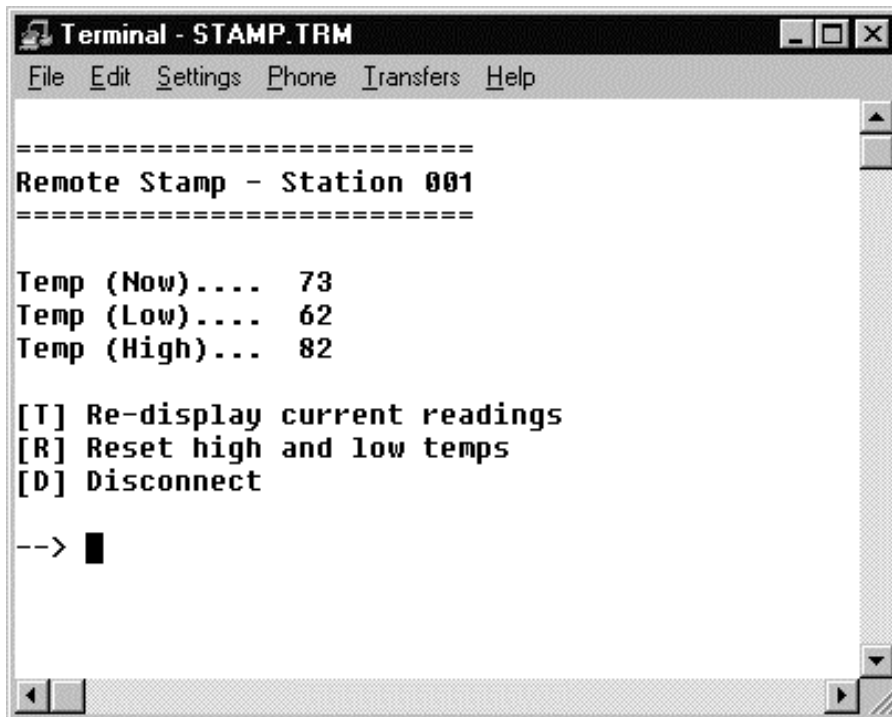 Terminal - STAMP.TRM
File Edit Settings Phone Transfers Help
==========================
Remote Stamp - Station 001
==========================
Temp (Now).... 73
Temp (Low).... 62
Temp (High)... 82
[T] Re-display current readings
[R] Reset high and low temps
[D] Disconnect
-->